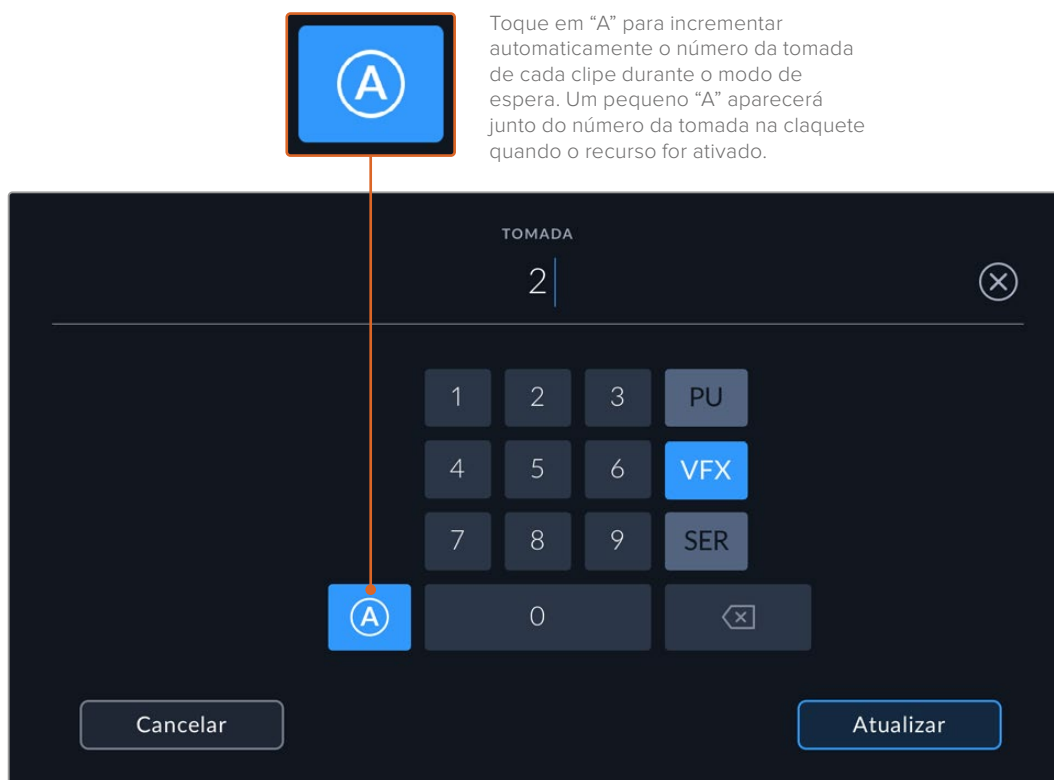 A
Toque em “A” para incrementar
automaticamente o número da tomada
de cada clipe durante o modo de
espera. Um pequeno “A” aparecerá
junto do número da tomada na claquete
quando o recurso for ativado.
TOMADA
2
1 2 3 PU
4 5 6 VFX
7 8 9 SER
A 0
Cancelar Atualizar